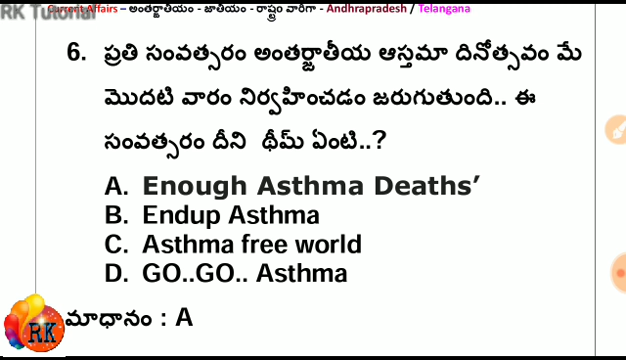 RK Tutorial
Current Affairs – అంతర్జాతీయం - జాతీయం - రాష్ట్రం వారీగా - Andhrapradesh / Telangana
6. ప్రతి సంవత్సరం అంతర్జాతీయ ఆస్తమా దినోత్సవం మే
మొదటి వారం నిర్వహించడం జరుగుతుంది.. ఈ
సంవత్సరం దీని థీమ్ ఏంటి..?
A. Enough Asthma Deaths’
B. Endup Asthma
C. Asthma free world
D. GO..GO.. Asthma
మాధానం : A
RK